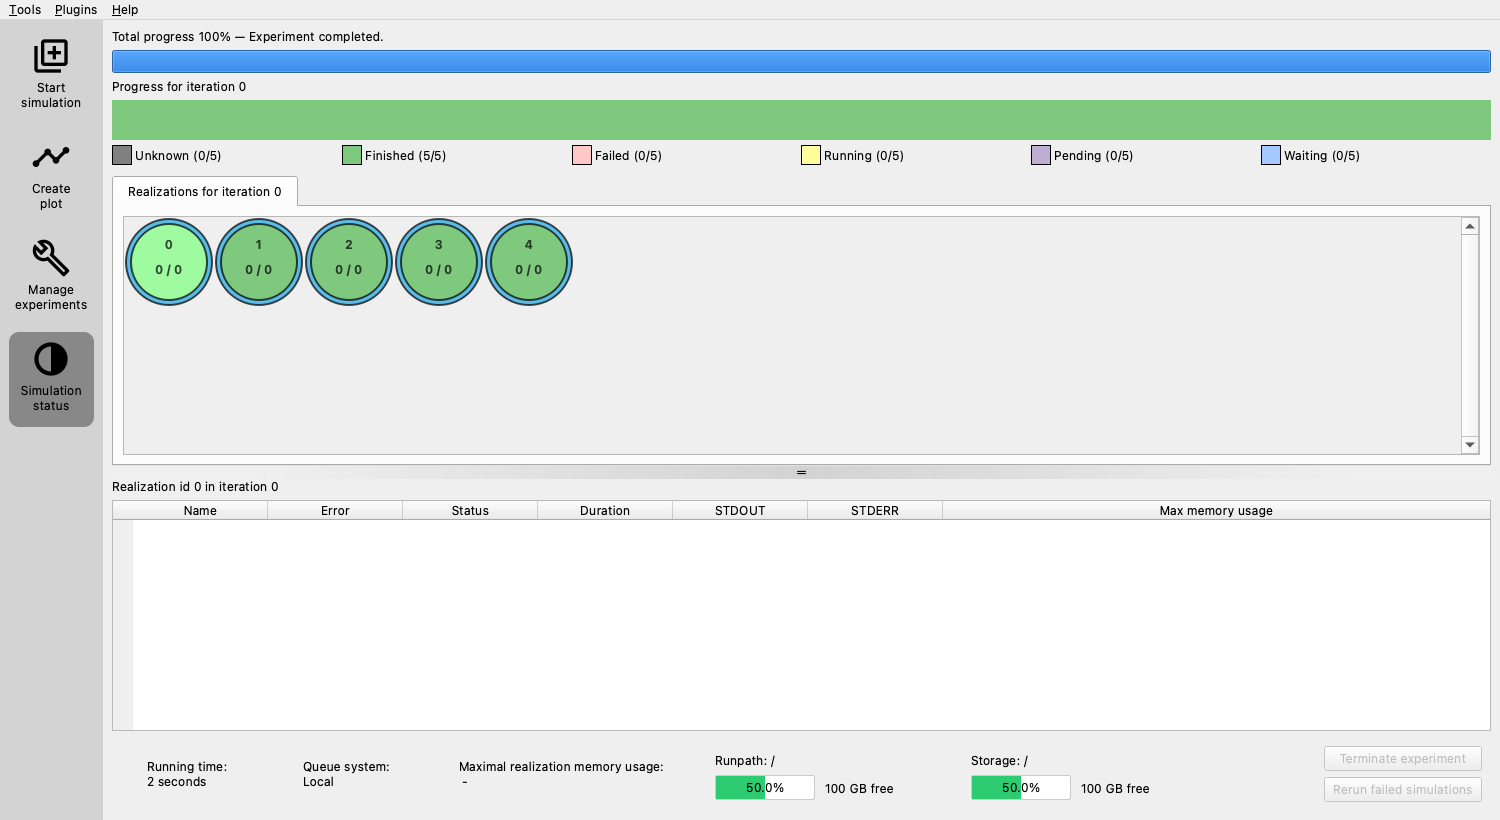 Tools Plugins Help
Start
simulation
Create
plot
Manage
experiments
Simulation
status
Total progress 100% — Experiment completed.
Progress for iteration 0
Unknown (0/5) Finished (5/5) Failed (0/5) Running (0/5) Pending (0/5) Waiting (0/5)
Realizations for iteration 0
0 1 2 3 4
0 / 0 0 / 0 0 / 0 0 / 0 0 / 0
Realization id 0 in iteration 0
Name Error Status Duration STDOUT STDERR Max memory usage
Running time:
2 seconds
Queue system:
Local
Maximal realization memory usage:
-
Runpath: /
50.0% 100 GB free
Storage: /
50.0% 100 GB free
Terminate experiment
Rerun failed simulations